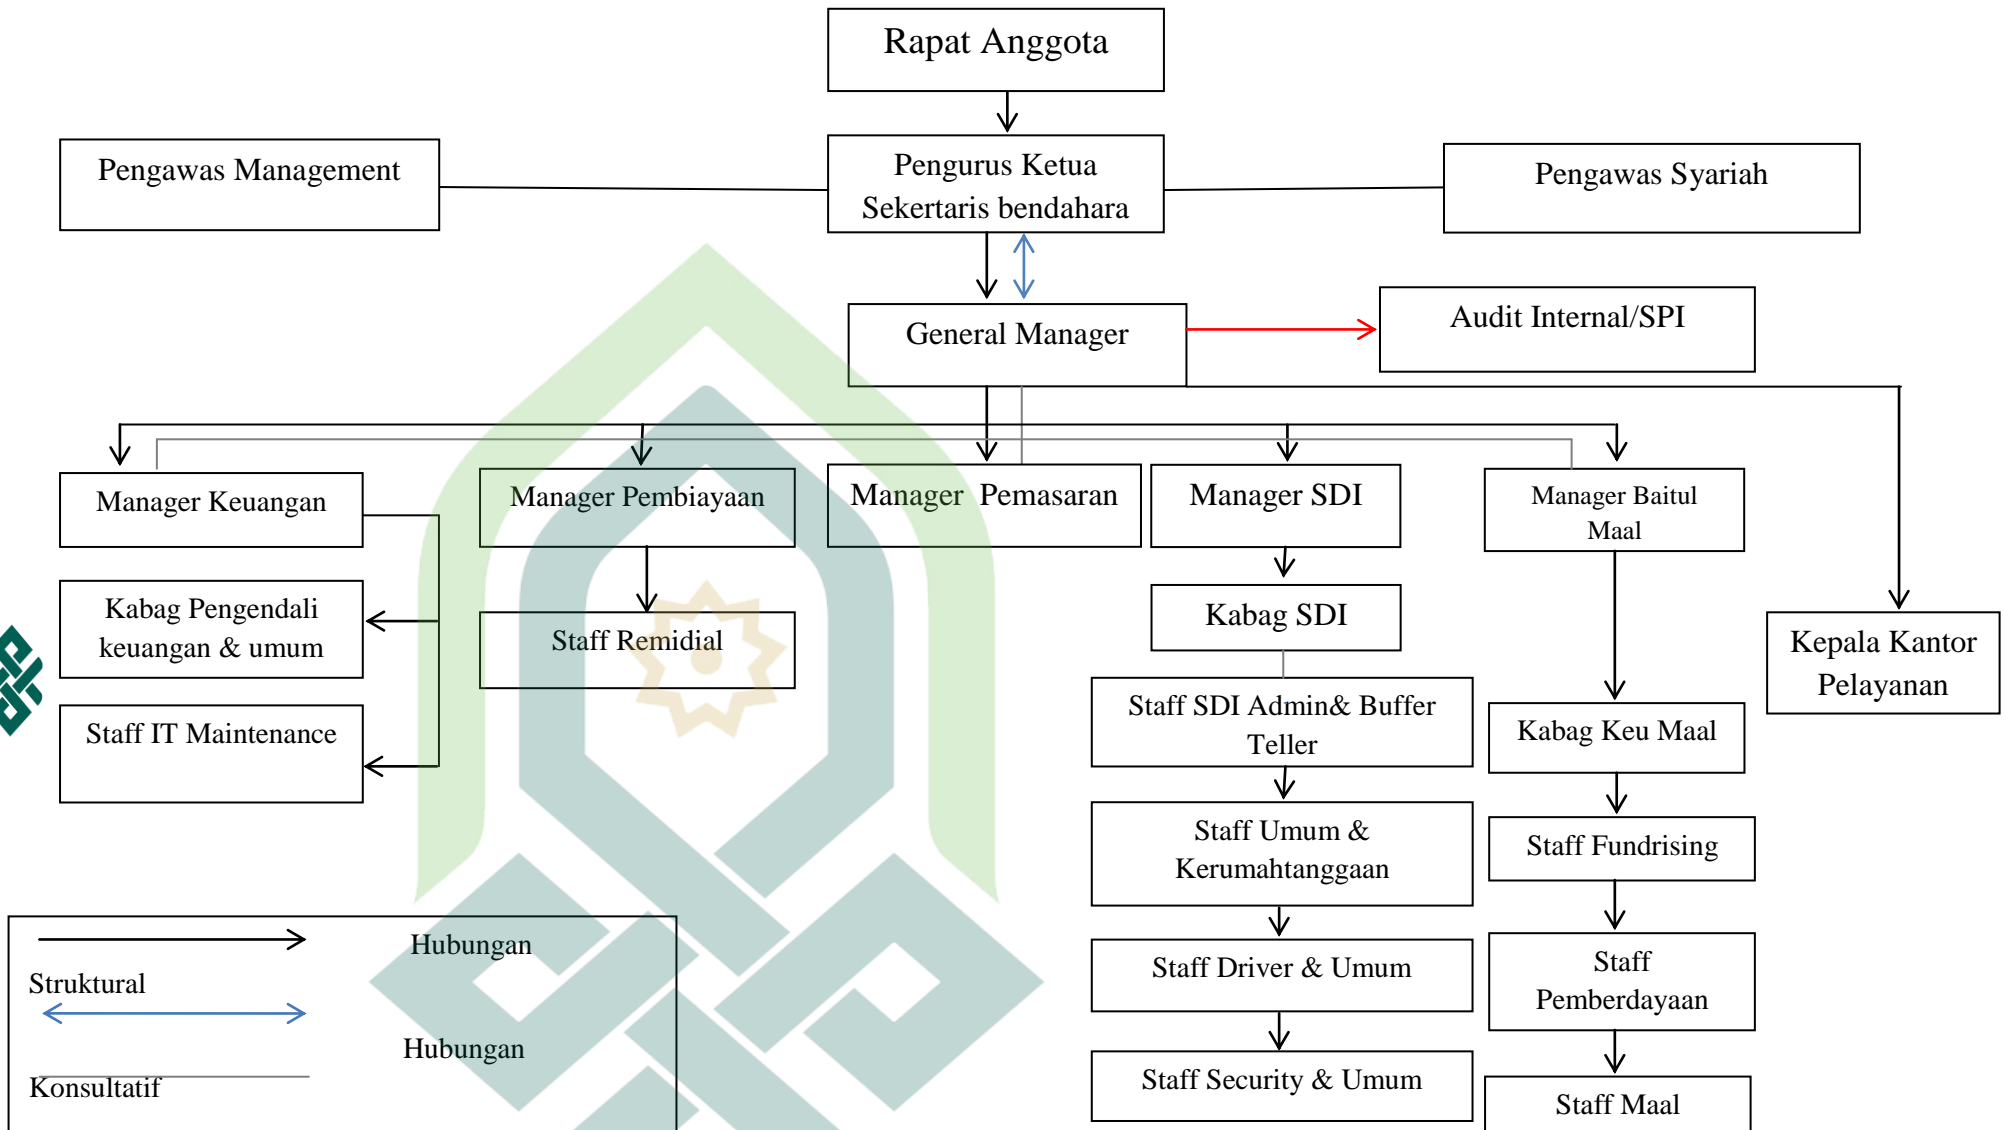 Rapat Anggota
Pengawas Management
Pengurus Ketua
Sekertaris bendahara
Pengawas Syariah
General Manager
Audit Internal/SPI
Manager Keuangan
Manager Pembiayaan
Manager Pemasaran
Manager SDI
Manager Baitul
Maal
Kabag Pengendali
keuangan & umum
Staff Remidial
Kabag SDI
Kepala Kantor
Pelayanan
Staff IT Maintenance
Staff SDI Admin& Buffer
Teller
Kabag Keu Maal
Staff Umum &
Kerumahtanggaan
Staff Fundrising
Staff Driver & Umum
Staff
Pemberdayaan
Staff Security & Umum
Staff Maal
Hubungan
Struktural
Hubungan
Konsultatif